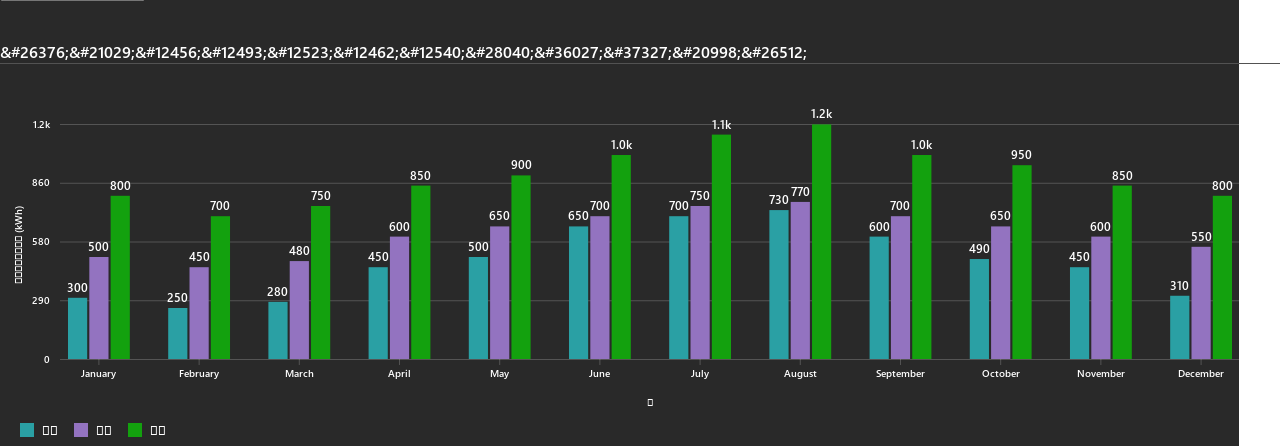 &#26376;&#21029;&#12456;&#12493;&#12523;&#12462;&#12540;&#28040;&#36027;&#37327;&#20998;&#26512;
1.2k
860
580
290
0
(kWh)
300 500 800
250 450 700
280 480 750
450 600 850
500 650 900
650 700 1.0k
700 750 1.1k
730 770 1.2k
600 700 1.0k
490 650 950
450 600 850
310 550 800
January February March April May June July August September October November December